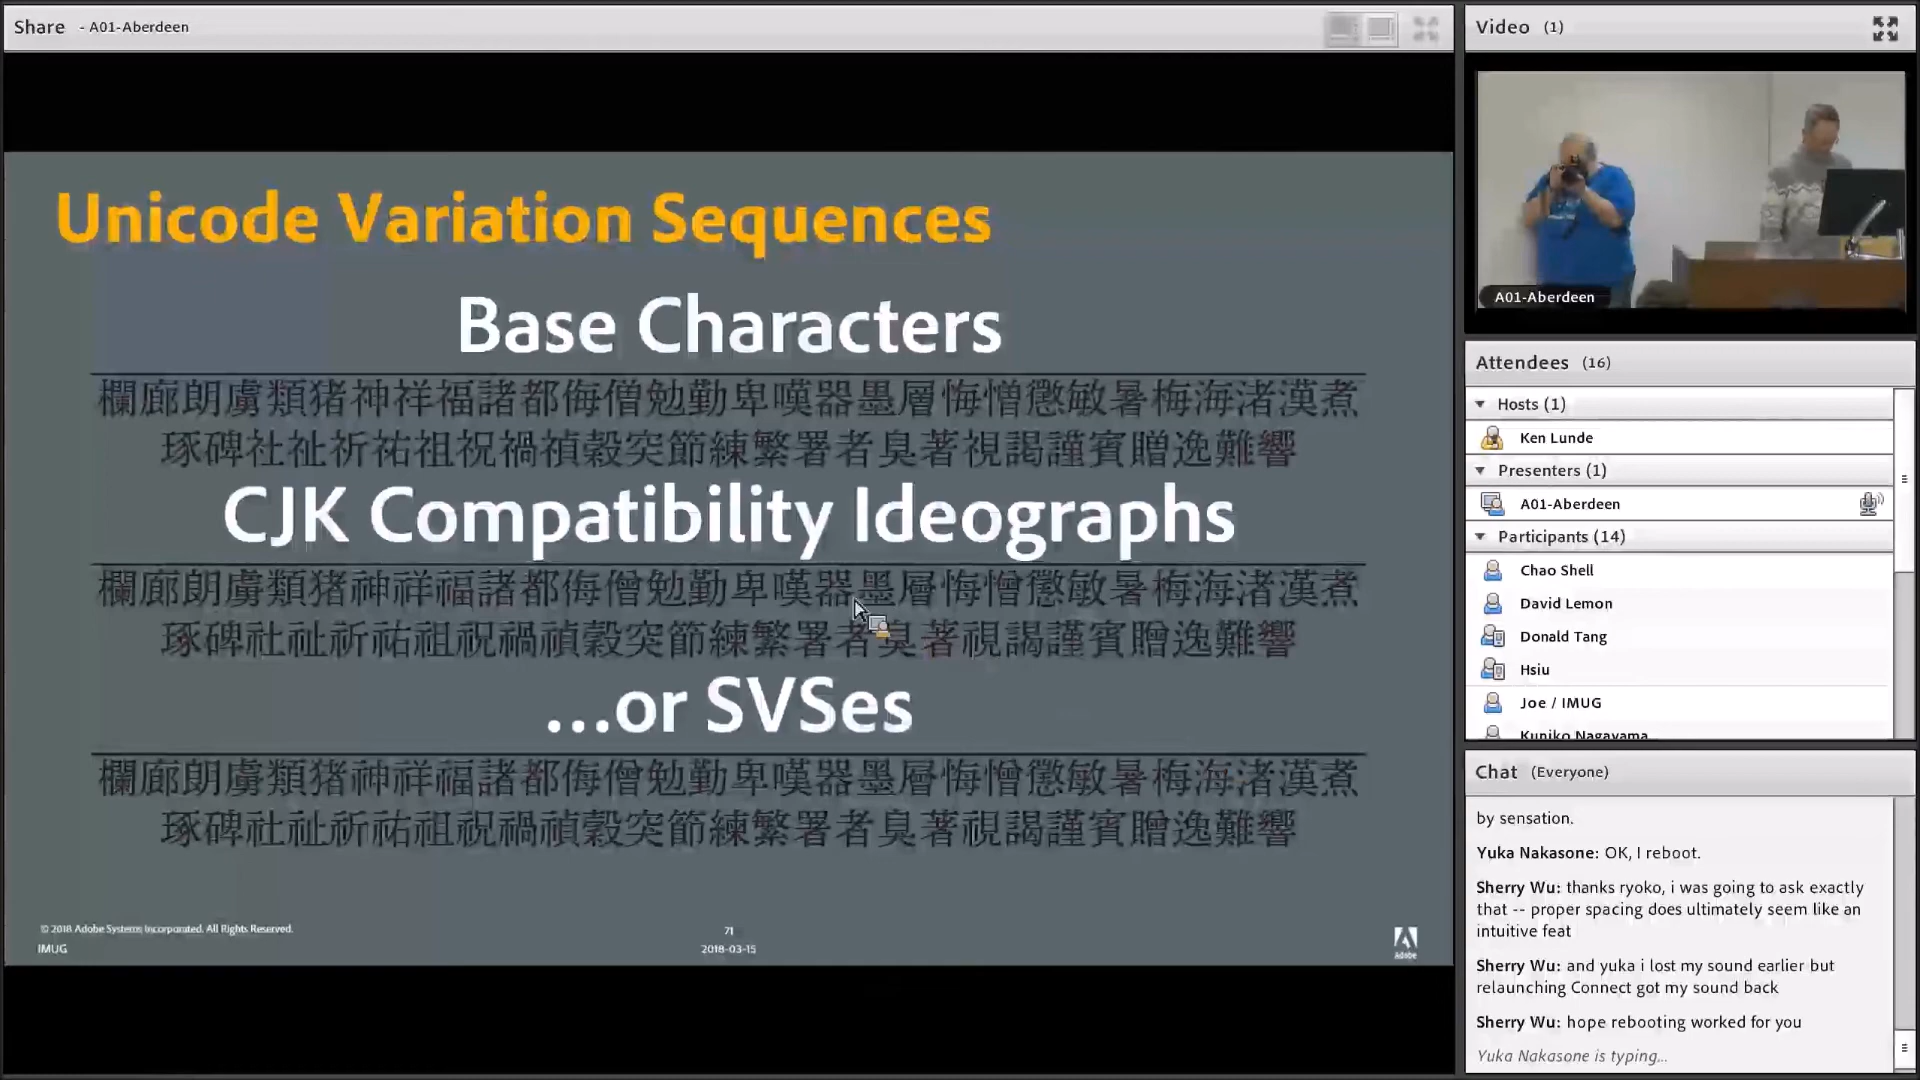 Share - A01-Aberdeen
Unicode Variation Sequences
Base Characters
欄廊朗虜類猪神祥福諸都侮僧勉勤卑嘆器墨層悔憎懲敏暑梅海渚漢煮
琢碑社祉祈祐祖祝禍禎穀突節練繁署者臭著視謁謹賓贈逸難響
CJK Compatibility Ideographs
欄廊朗虜類猪神祥福諸都侮僧勉勤卑嘆器墨層悔憎懲敏暑梅海渚漢煮
琢碑社祉祈祐祖祝禍禎穀突節練繁署者臭著視謁謹賓贈逸難響
...or SVSes
欄廊朗虜類猪神祥福諸都侮僧勉勤卑嘆器墨層悔憎懲敏暑梅海渚漢煮
琢碑社祉祈祐祖祝禍禎穀突節練繁署者臭著視謁謹賓贈逸難響
© 2018 Adobe Systems Incorporated. All Rights Reserved.
IMUG
71
2018-03-15
Adobe
Video (1)
A01-Aberdeen
Attendees (16)
Hosts (1)
Ken Lunde
Presenters (1)
A01-Aberdeen
Participants (14)
Chao Shell
David Lemon
Donald Tang
Hsiu
Joe / IMUG
Kuniko Nagayama
Chat (Everyone)
by sensation.
Yuka Nakasone: OK, I reboot.
Sherry Wu: thanks ryoko, i was going to ask exactly
that -- proper spacing does ultimately seem like an
intuitive feat
Sherry Wu: and yuka i lost my sound earlier but
relaunching Connect got my sound back
Sherry Wu: hope rebooting worked for you
Yuka Nakasone is typing...